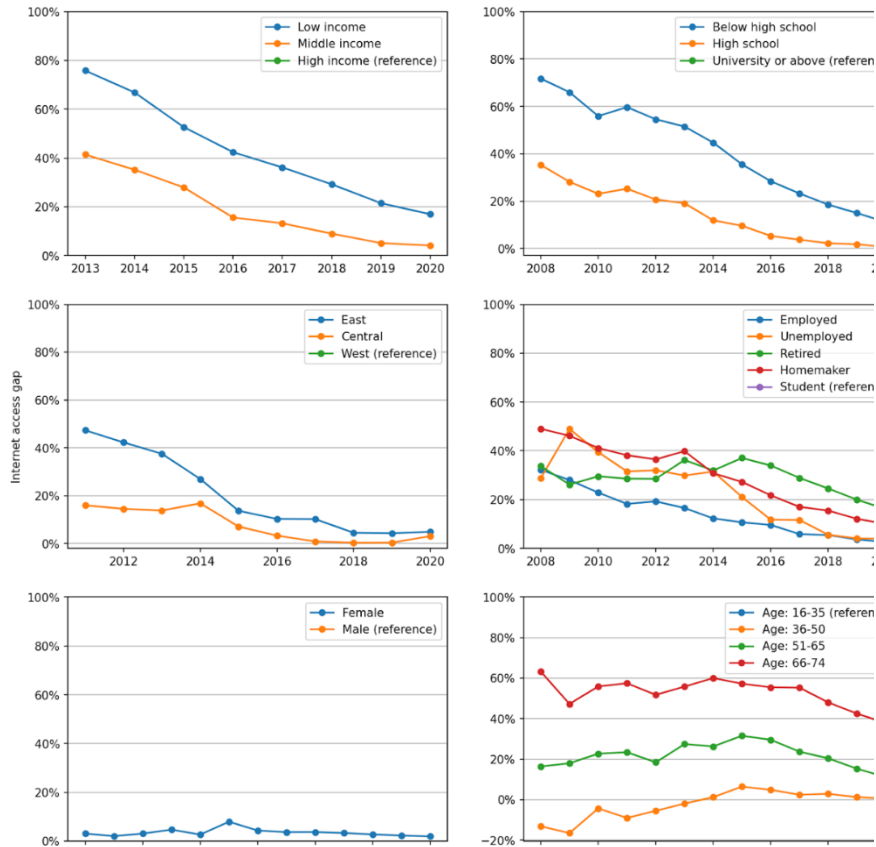 Low income
Middle income
High income (reference)
100%
80%
60%
40%
20%
0%
2013 2014 2015 2016 2017 2018 2019 2020
Below high school
High school
University or above (referen
100%
80%
60%
40%
20%
0%
2008 2010 2012 2014 2016 2018 2
East
Central
West (reference)
Internet access gap
100%
80%
60%
40%
20%
0%
2012 2014 2016 2018 2020
Employed
Unemployed
Retired
Homemaker
Student (referen
100%
80%
60%
40%
20%
0%
2008 2010 2012 2014 2016 2018 2
Female
Male (reference)
100%
80%
60%
40%
20%
0%
Age: 16-35 (referen
Age: 36-50
Age: 51-65
Age: 66-74
100%
80%
60%
40%
20%
0%
−20%